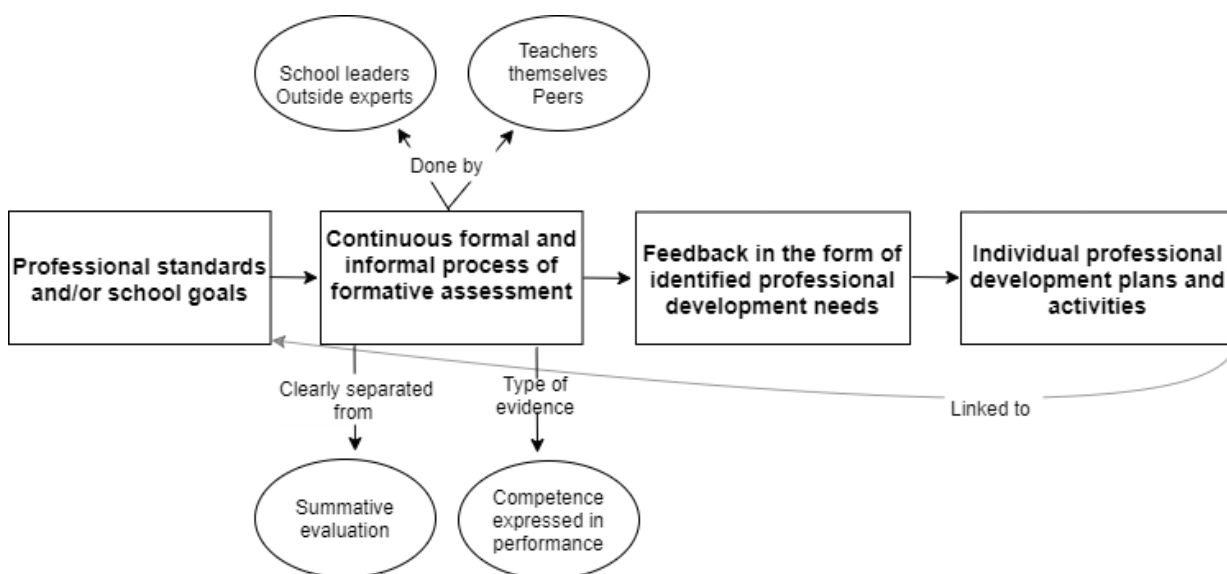 School leaders
Outside experts
Teachers
themselves
Peers
Done by
Professional standards
and/or school goals
Continuous formal and
informal process of
formative assessment
Feedback in the form of
identified professional
development needs
Individual professional
development plans and
activities
Clearly separated
from
Type of
evidence
Linked to
Summative
evaluation
Competence
expressed in
performance